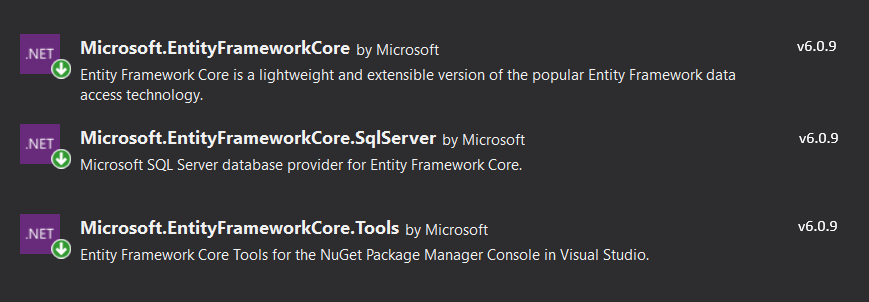 .NET Microsoft.EntityFrameworkCore by Microsoft v6.0.9
Entity Framework Core is a lightweight and extensible version of the popular Entity Framework data
access technology.
.NET Microsoft.EntityFrameworkCore.SqlServer by Microsoft v6.0.9
Microsoft SQL Server database provider for Entity Framework Core.
.NET Microsoft.EntityFrameworkCore.Tools by Microsoft v6.0.9
Entity Framework Core Tools for the NuGet Package Manager Console in Visual Studio.